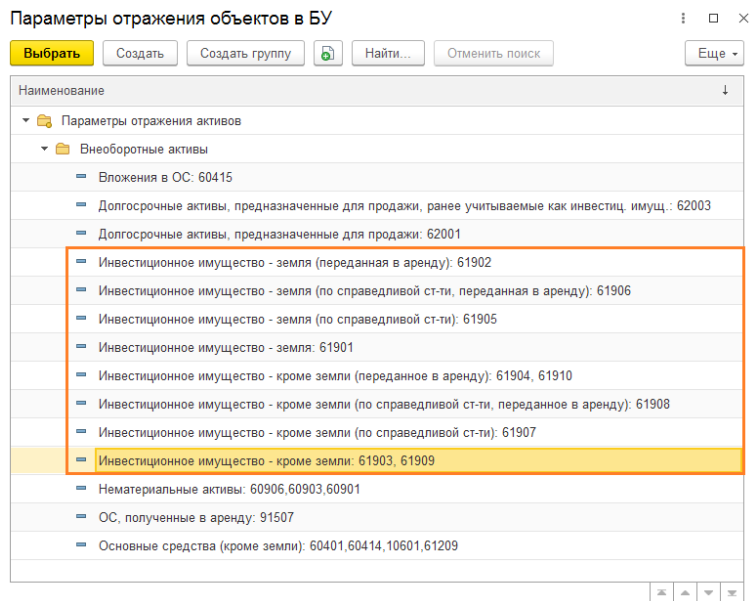 Параметры отражения объектов в БУ
Выбрать Создать Создать группу Найти... Отменить поиск Еще
Наименование ↓
Параметры отражения активов
Внеоборотные активы
Вложения в ОС: 60415
Долгосрочные активы, предназначенные для продажи, ранее учитываемые как инвестиц. имущ.: 62003
Долгосрочные активы, предназначенные для продажи: 62001
Инвестиционное имущество - земля (переданная в аренду): 61902
Инвестиционное имущество - земля (по справедливой ст-ти, переданная в аренду): 61906
Инвестиционное имущество - земля (по справедливой ст-ти): 61905
Инвестиционное имущество - земля: 61901
Инвестиционное имущество - кроме земли (переданное в аренду): 61904, 61910
Инвестиционное имущество - кроме земли (по справедливой ст-ти, переданное в аренду): 61908
Инвестиционное имущество - кроме земли (по справедливой ст-ти): 61907
Инвестиционное имущество - кроме земли: 61903, 61909
Нематериальные активы: 60906,60903,60901
ОС, полученные в аренду: 91507
Основные средства (кроме земли): 60401,60414,10601,61209